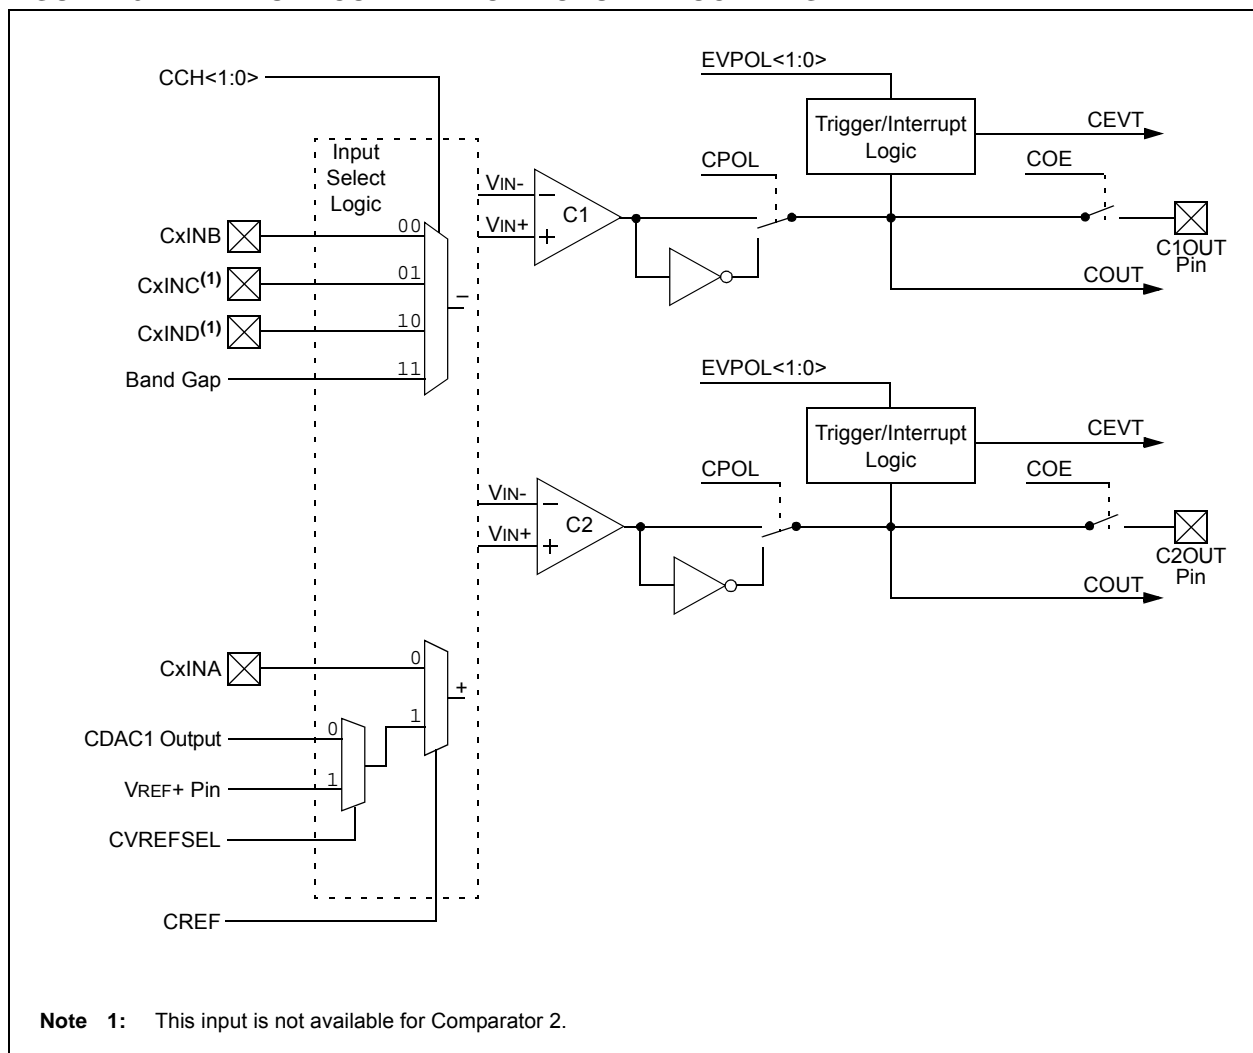 CCH<1:0>
Input
Select
Logic
CxINB
00
CxINC(1)
01
CxIND(1)
10
Band Gap
11
−
EVPOL<1:0>
Trigger/Interrupt
Logic
CEVT
CPOL
COE
VIN-
VIN+
−
+
C1
C1OUT
Pin
COUT
EVPOL<1:0>
Trigger/Interrupt
Logic
CEVT
CPOL
COE
VIN-
VIN+
−
+
C2
C2OUT
Pin
COUT
CxINA
0
+
1
CDAC1 Output
0
VREF+ Pin
1
CVREFSEL
CREF
Note 1: This input is not available for Comparator 2.